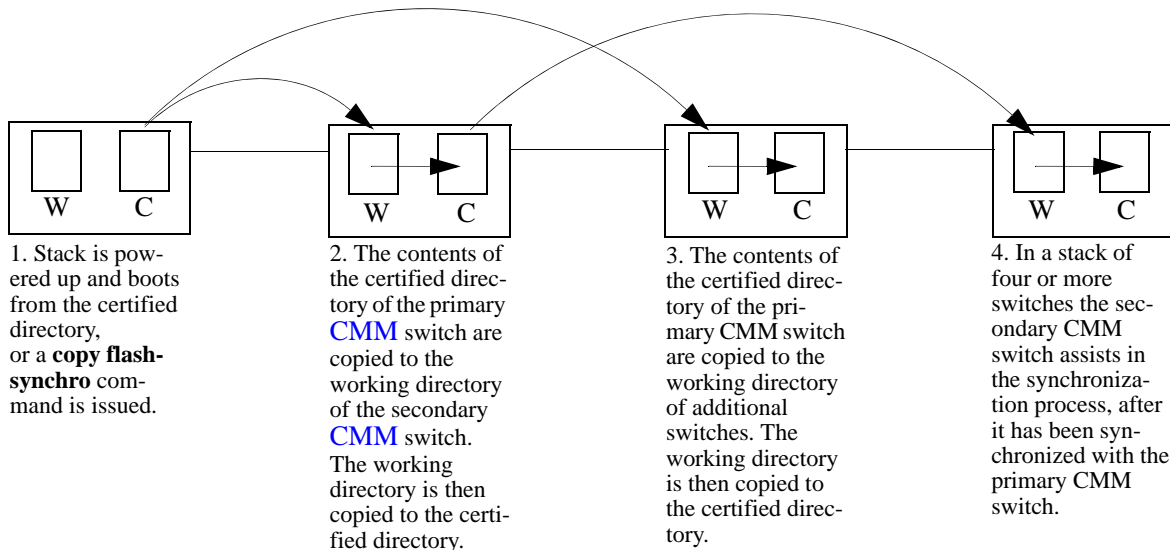 W C
W C
W C
W C
1. Stack is pow-
ered up and boots
from the certified
directory,
or a copy flash-
synchro com-
mand is issued.
2. The contents of
the certified direc-
tory of the primary
CMM switch are
copied to the
working directory
of the secondary
CMM switch.
The working
directory is then
copied to the certi-
fied directory.
3. The contents of
the certified direc-
tory of the pri-
mary CMM switch
are copied to the
working directory
of additional
switches. The
working directory
is then copied to
the certified direc-
tory.
4. In a stack of
four or more
switches the sec-
ondary CMM
switch assists in
the synchroniza-
tion process, after
it has been syn-
chronized with the
primary CMM
switch.